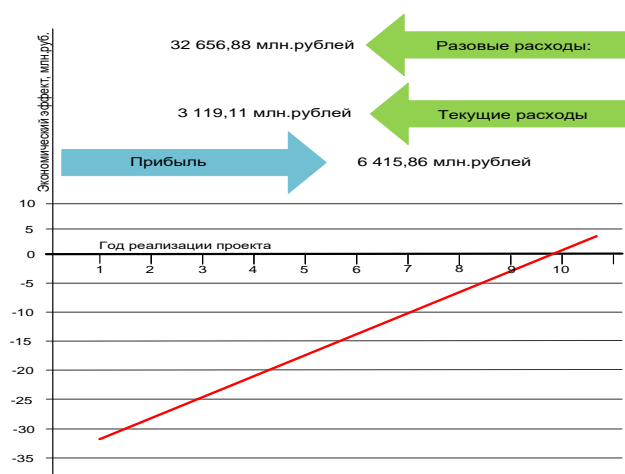 Экономический эффект, млн.руб.
32 656,88 млн.рублей
Разовые расходы:
3 119,11 млн.рублей
Текущие расходы
Прибыль
6 415,86 млн.рублей
10
5
Год реализации проекта
0
1 2 3 4 5 6 7 8 9 10
-5
-10
-15
-20
-25
-30
-35